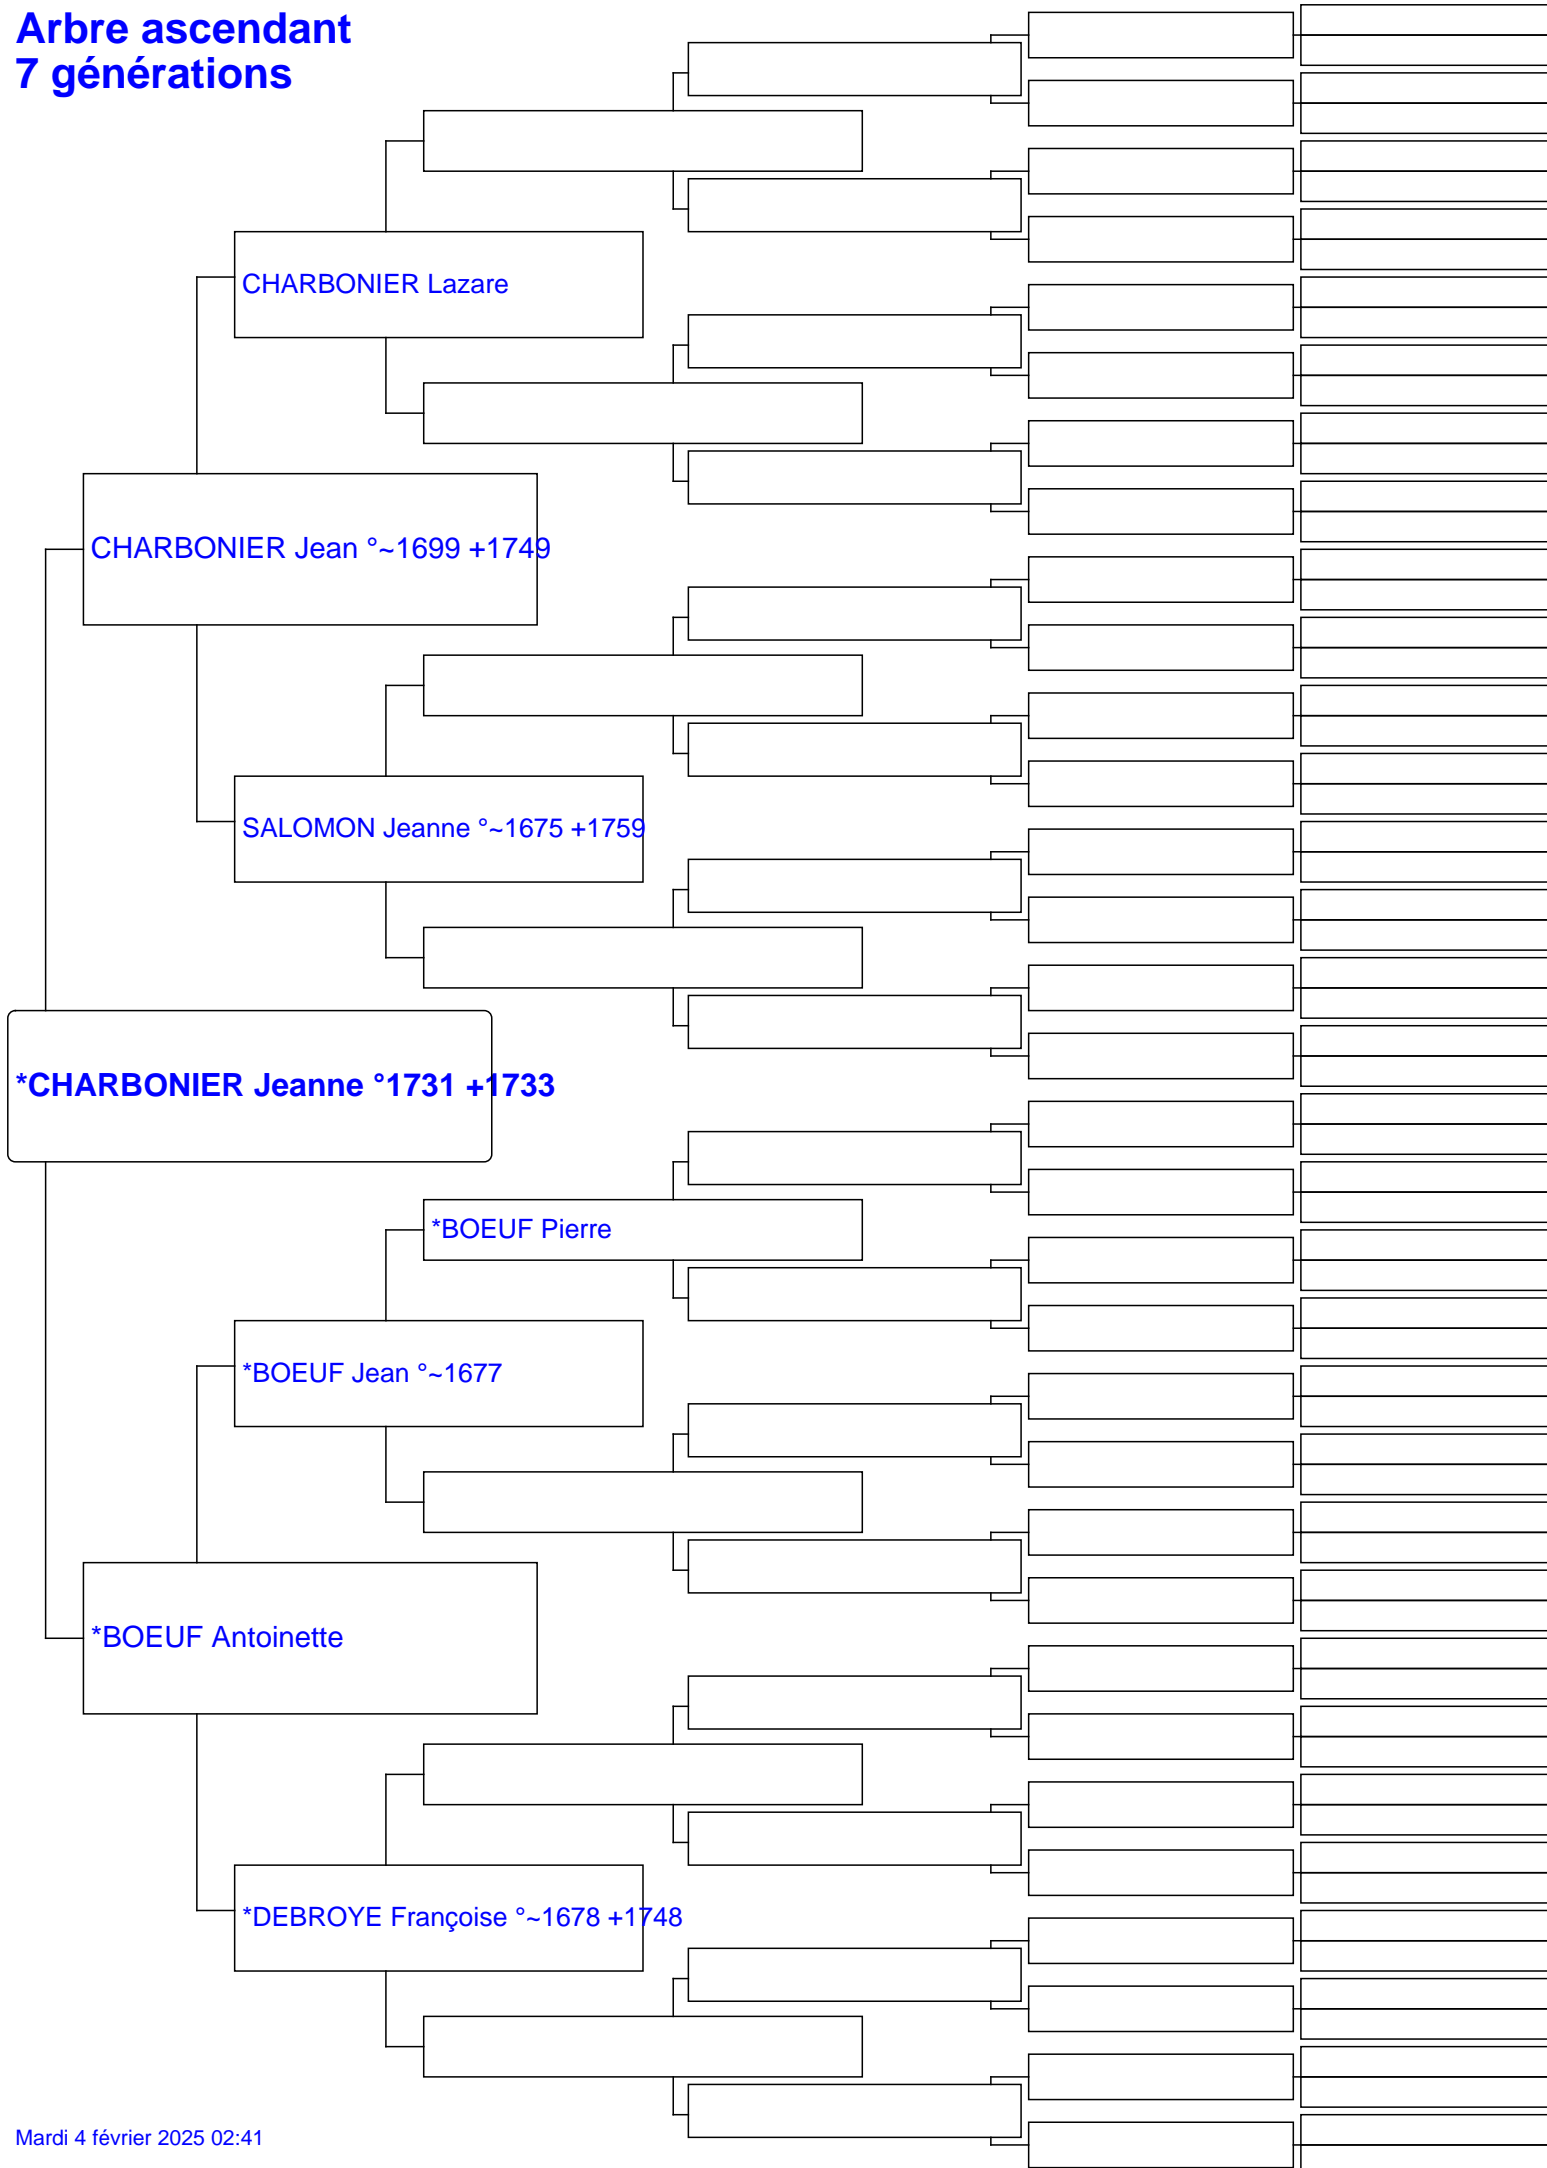 Arbre ascendant
7 générations
CHARBONIER Lazare
CHARBONIER Jean °~1699 +1749
SALOMON Jeanne °~1675 +1759
*CHARBONIER Jeanne °1731 +1733
*BOEUF Pierre
*BOEUF Jean °~1677
*BOEUF Antoinette
*DEBROYE Françoise °~1678 +1748
Mardi 4 février 2025 02:41